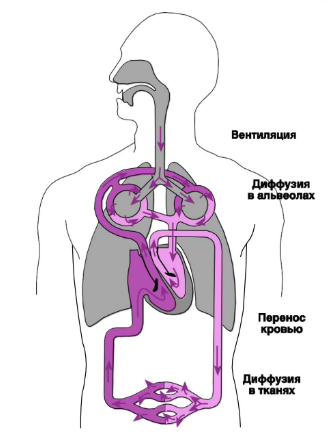 Вентиляция
Диффузия
в альвеолах
Перенос
кровью
Диффузия
в тканях